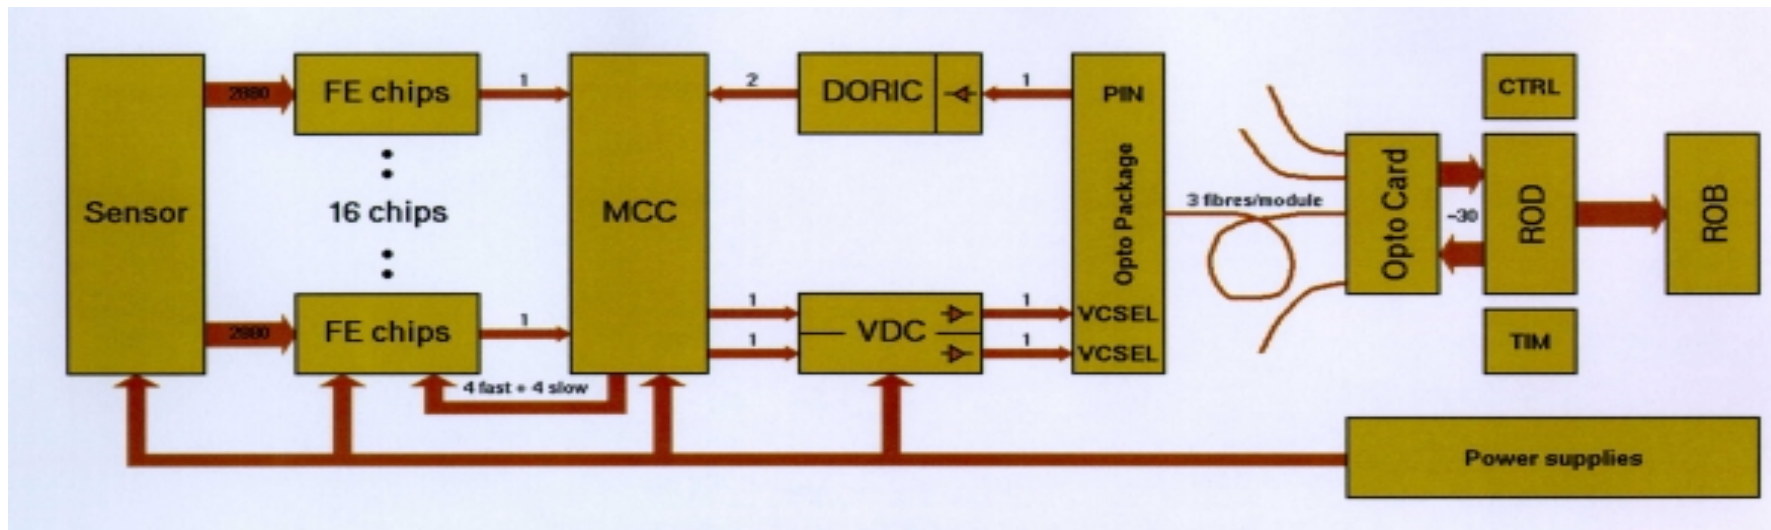 Sensor
2880
FE chips
1
16 chips
2880
FE chips
1
4 fast + 4 slow
MCC
2
DORIC
1
PIN
Opto Package
1
VDC
1
VCSEL
1
1
VCSEL
3 fibres/module
Opto Card
~30
CTRL
ROD
TIM
ROB
Power supplies